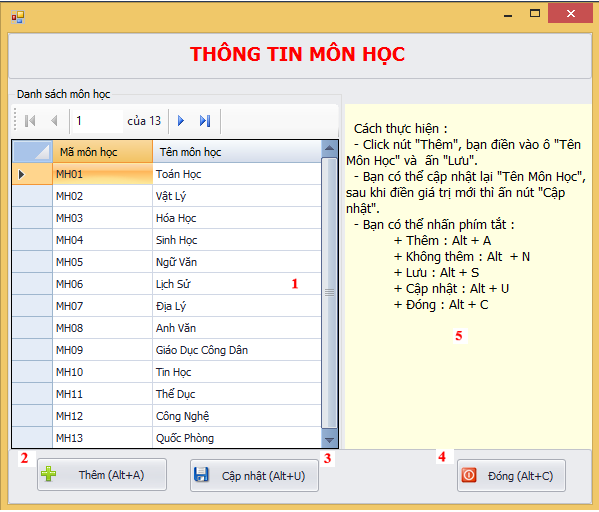 THÔNG TIN MÔN HỌC
Danh sách môn học
1 của 13
Mã môn học Tên môn học
MH01 Toán Học
MH02 Vật Lý
MH03 Hóa Học
MH04 Sinh Học
MH05 Ngữ Văn
MH06 Lịch Sử 1
MH07 Địa Lý
MH08 Anh Văn
MH09 Giáo Dục Công Dân
MH10 Tin Học
MH11 Thể Dục
MH12 Công Nghệ
MH13 Quốc Phòng
Cách thực hiện :
- Click nút "Thêm", bạn điền vào ô "Tên
Môn Học" và ấn "Lưu".
- Bạn có thể cập nhật lại "Tên Môn Học",
sau khi điền giá trị mới thì ấn nút "Cập
nhật".
- Bạn có thể nhấn phím tắt :
+ Thêm : Alt + A
+ Không thêm : Alt + N
+ Lưu : Alt + S
+ Cập nhật : Alt + U
+ Đóng : Alt + C
5
2 3 4
Thêm (Alt+A) Cập nhật (Alt+U) Đóng (Alt+C)